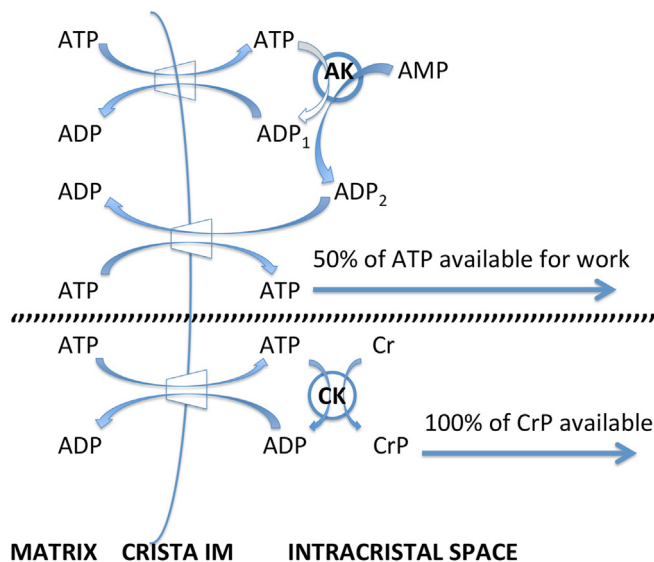 ATP ATP
AK AMP
ADP ADP₁
ADP ADP₂
50% of ATP available for work
ATP ATP
ATP ATP Cr
CK
100% of CrP available
ADP ADP CrP
MATRIX CRISTA IM INTRACRISTAL SPACE